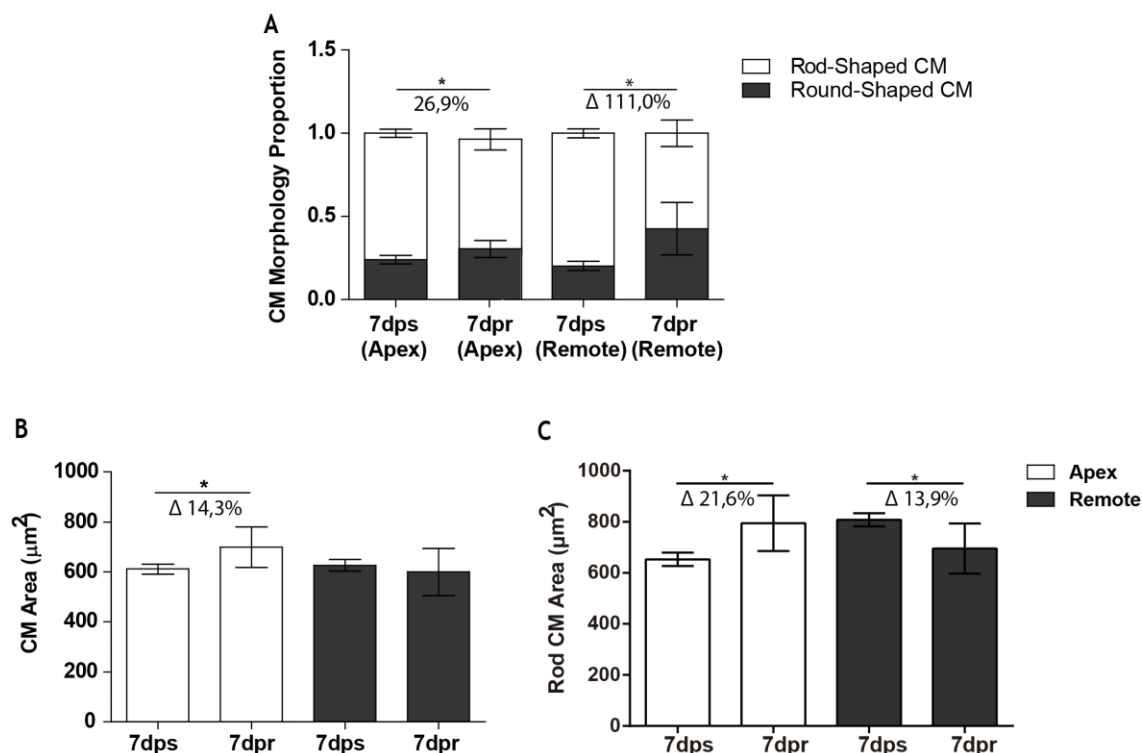 A
CM Morphology Proportion
1.5
1.0
0.5
0.0
*
26,9%
*
Δ 111,0%
Rod-Shaped CM
Round-Shaped CM
7dps
(Apex)
7dpr
(Apex)
7dps
(Remote)
7dpr
(Remote)
B
CM Area (μm²)
1000
800
600
400
200
0
*
Δ 14,3%
7dps
7dpr
7dps
7dpr
C
Rod CM Area (μm²)
1000
800
600
400
200
0
*
Δ 21,6%
*
Δ 13,9%
Apex
Remote
7dps
7dpr
7dps
7dpr